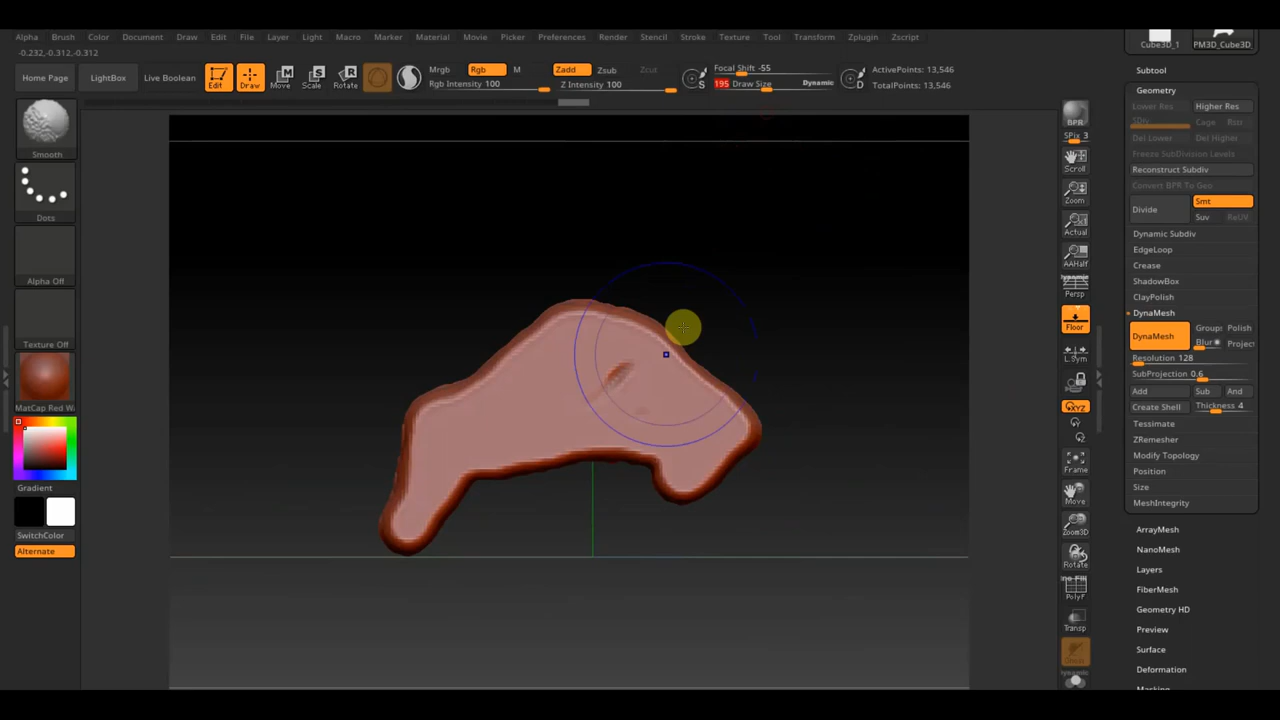 Alpha Brush Color Document Draw Edit File Layer Light Macro Marker Material Movie Picker Preferences Render Stencil Stroke Texture Tool Transform Zplugin Zscript
-0.232,-0.312,-0.312
Home Page
LightBox
Live Boolean
Edit
Draw
Move
Scale
Rotate
Mrgb Rgb M
Rgb Intensity 100
Zadd Zsub Zcut
Z Intensity 100
S
Focal Shift -55
195 Draw Size Dynamic
D
ActivePoints: 13,546
TotalPoints: 13,546
Smooth
Dots
Alpha Off
Texture Off
MatCap Red Wa
Gradient
SwitchColor
Alternate
BPR
SPix 3
Scroll
Zoom
Actual
AAHalf
Persp
Floor
L.Sym
XYZ
Y
Z
Frame
Move
Zoom3D
Rotate
PolyF
Transp
Dynamic
Cube3D_1
PM3D_Cube3D_
Subtool
Geometry
Lower Res Higher Res
SDiv Cage Rstr
Del Lower Del Higher
Freeze SubDivision Levels
Reconstruct Subdiv
Convert BPR To Geo
Divide
Smt
Suv ReUV
Dynamic Subdiv
EdgeLoop
Crease
ShadowBox
ClayPolish
DynaMesh
DynaMesh
Groups Polish
Blur Project
Resolution 128
SubProjection 0.6
Add Sub And
Create Shell Thickness 4
Tessimate
ZRemesher
Modify Topology
Position
Size
MeshIntegrity
ArrayMesh
NanoMesh
Layers
FiberMesh
Geometry HD
Preview
Surface
Deformation
Masking